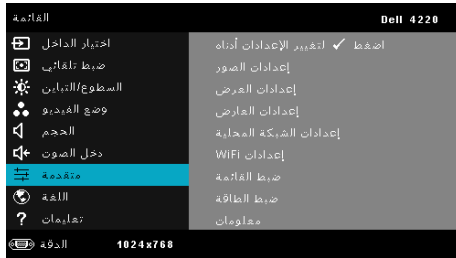 القائمة
Dell 4220
اختيار الداخل
ضبط تلقائي
السطوع/التباين
وضع الفيديو
الحجم
دخل الصوت
متقدمة
اللغة
تعليمات
اضغط ✓ لتغيير الإعدادات أدناه
إعدادات الصور
إعدادات العرض
إعدادات العارض
إعدادات الشبكة المحلية
إعدادات WiFi
ضبط القائمة
ضبط الطاقة
معلومات
الدقة 1024x768